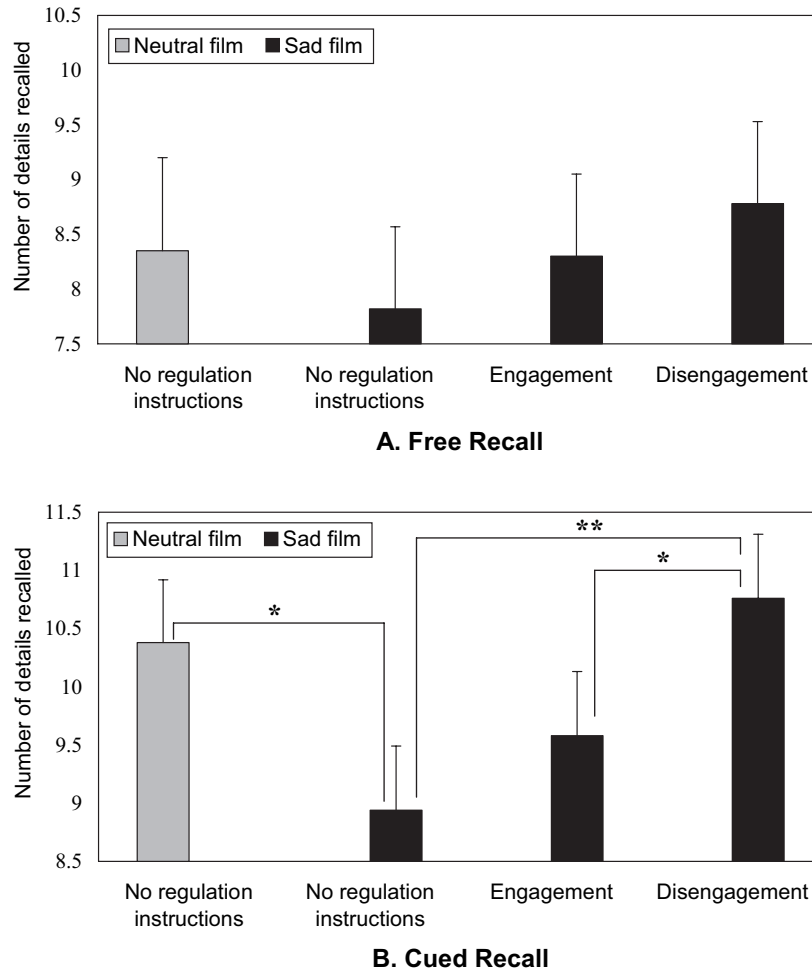 10.5
Neutral film Sad film
10
9.5
9
8.5
8
7.5
Number of details recalled
No regulation instructions
No regulation instructions
Engagement
Disengagement
A. Free Recall
11.5
Neutral film Sad film
**
11
*
*
10.5
10
9.5
9
8.5
Number of details recalled
No regulation instructions
No regulation instructions
Engagement
Disengagement
B. Cued Recall